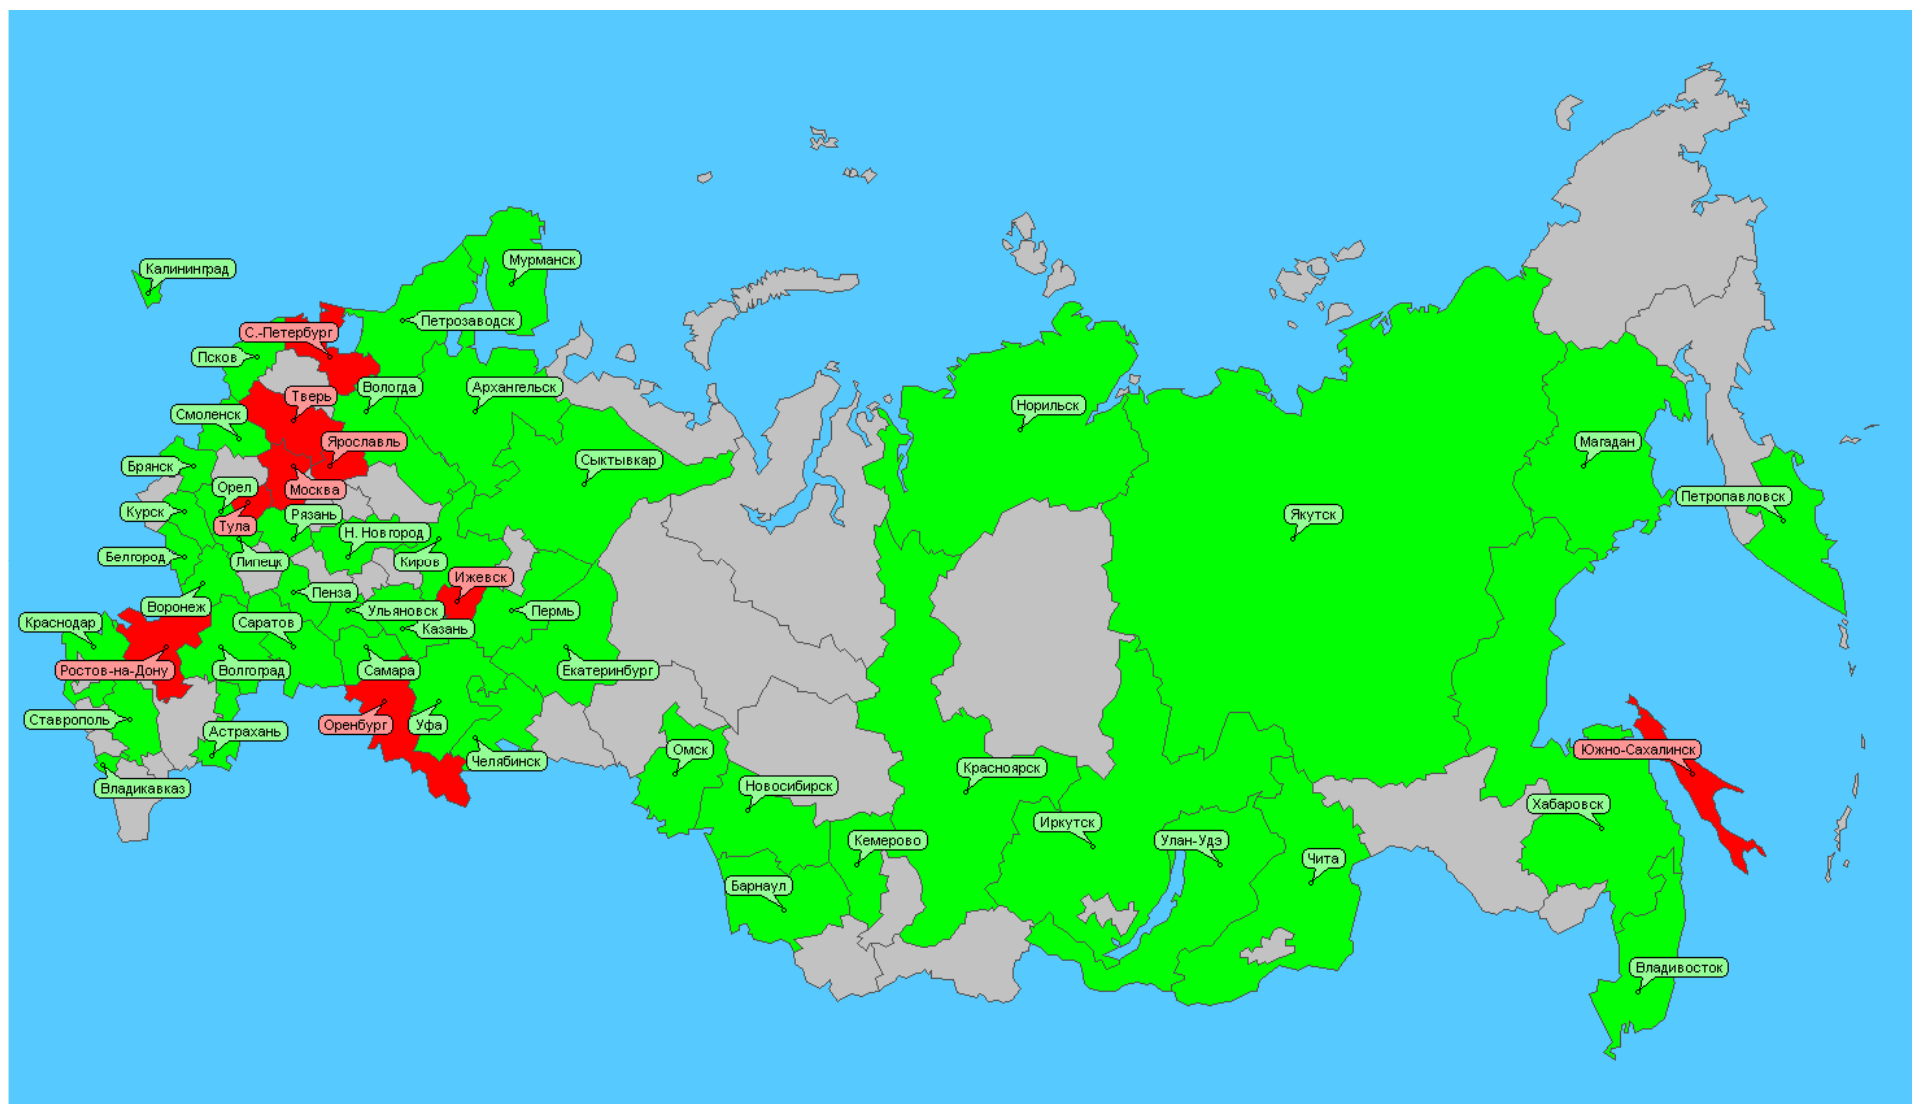 Мурманск
Калининград
Петрозаводск
С.-Петербург
Псков
Вологда
Архангельск
Тверь
Норильск
Смоленск
Ярославль
Магадан
Сыктывкар
Брянск
Орел
Москва
Петропавловск
Курск
Рязань
Якутск
Тула
Н. Новгород
Белгород
Липецк
Киров
Ижевск
Пенза
Воронеж
Ульяновск
Пермь
Краснодар
Саратов
Казань
Ростов-на-Дону
Волгоград
Самара
Екатеринбург
Ставрополь
Оренбург
Уфа
Астрахань
Омск
Южно-Сахалинск
Челябинск
Красноярск
Владикавказ
Новосибирск
Хабаровск
Иркутск
Кемерово
Улан-Удэ
Чита
Барнаул
Владивосток